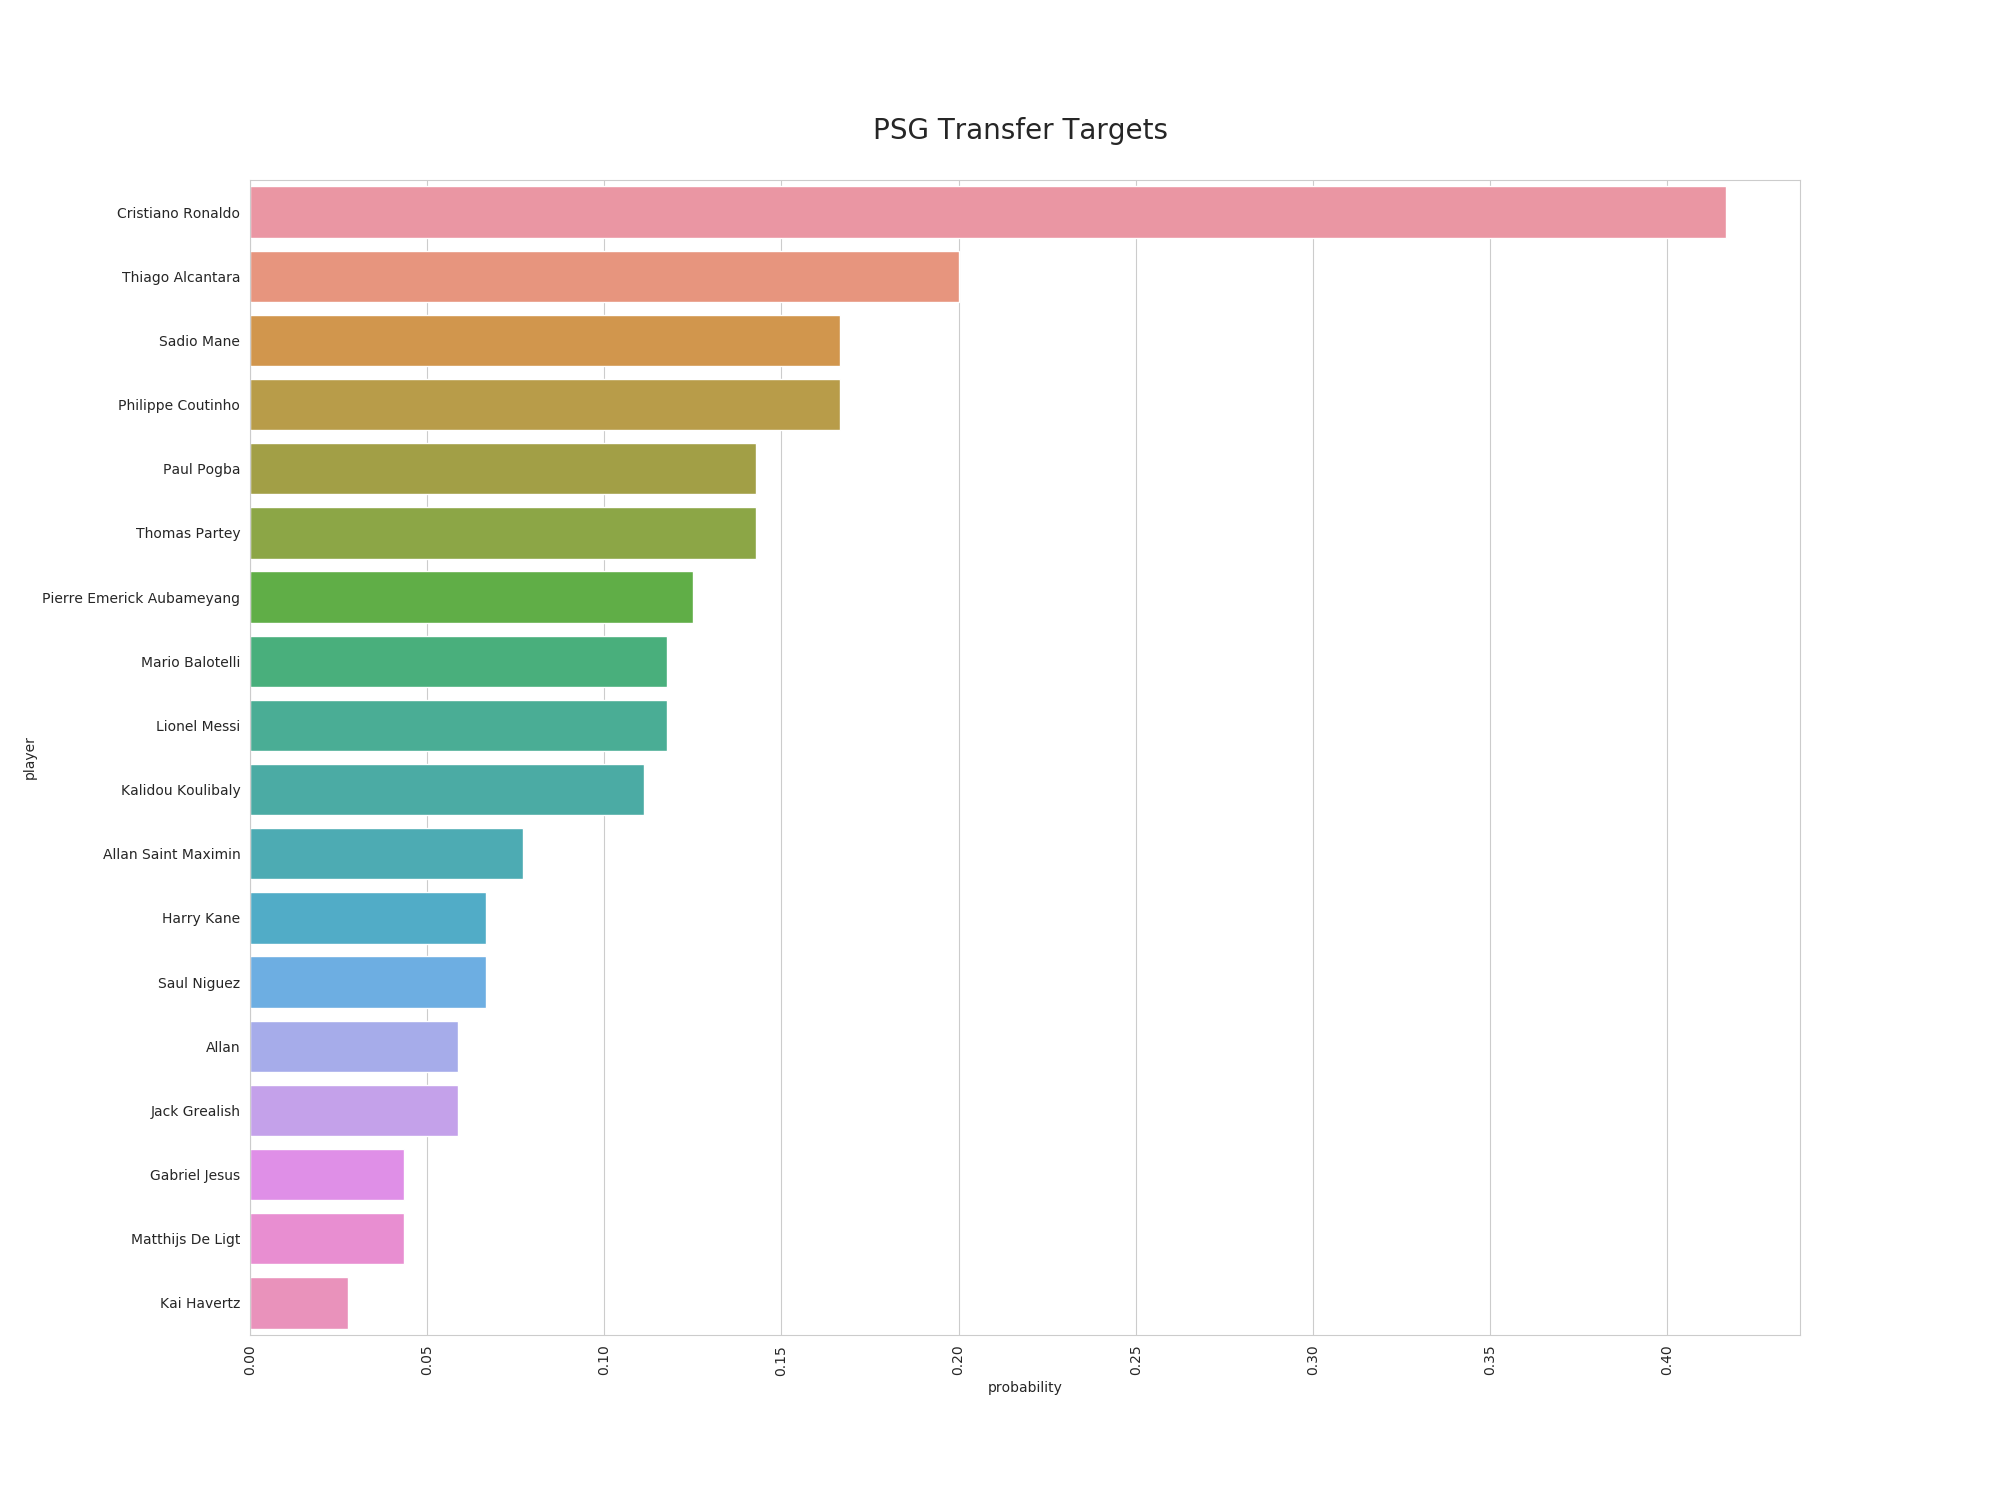 PSG Transfer Targets
Cristiano Ronaldo
Thiago Alcantara
Sadio Mane
Philippe Coutinho
Paul Pogba
Thomas Partey
Pierre Emerick Aubameyang
Mario Balotelli
Lionel Messi
Kalidou Koulibaly
Allan Saint Maximin
Harry Kane
Saul Niguez
Allan
Jack Grealish
Gabriel Jesus
Matthijs De Ligt
Kai Havertz
player
0.00
0.05
0.10
0.15
0.20
0.25
0.30
0.35
0.40
probability